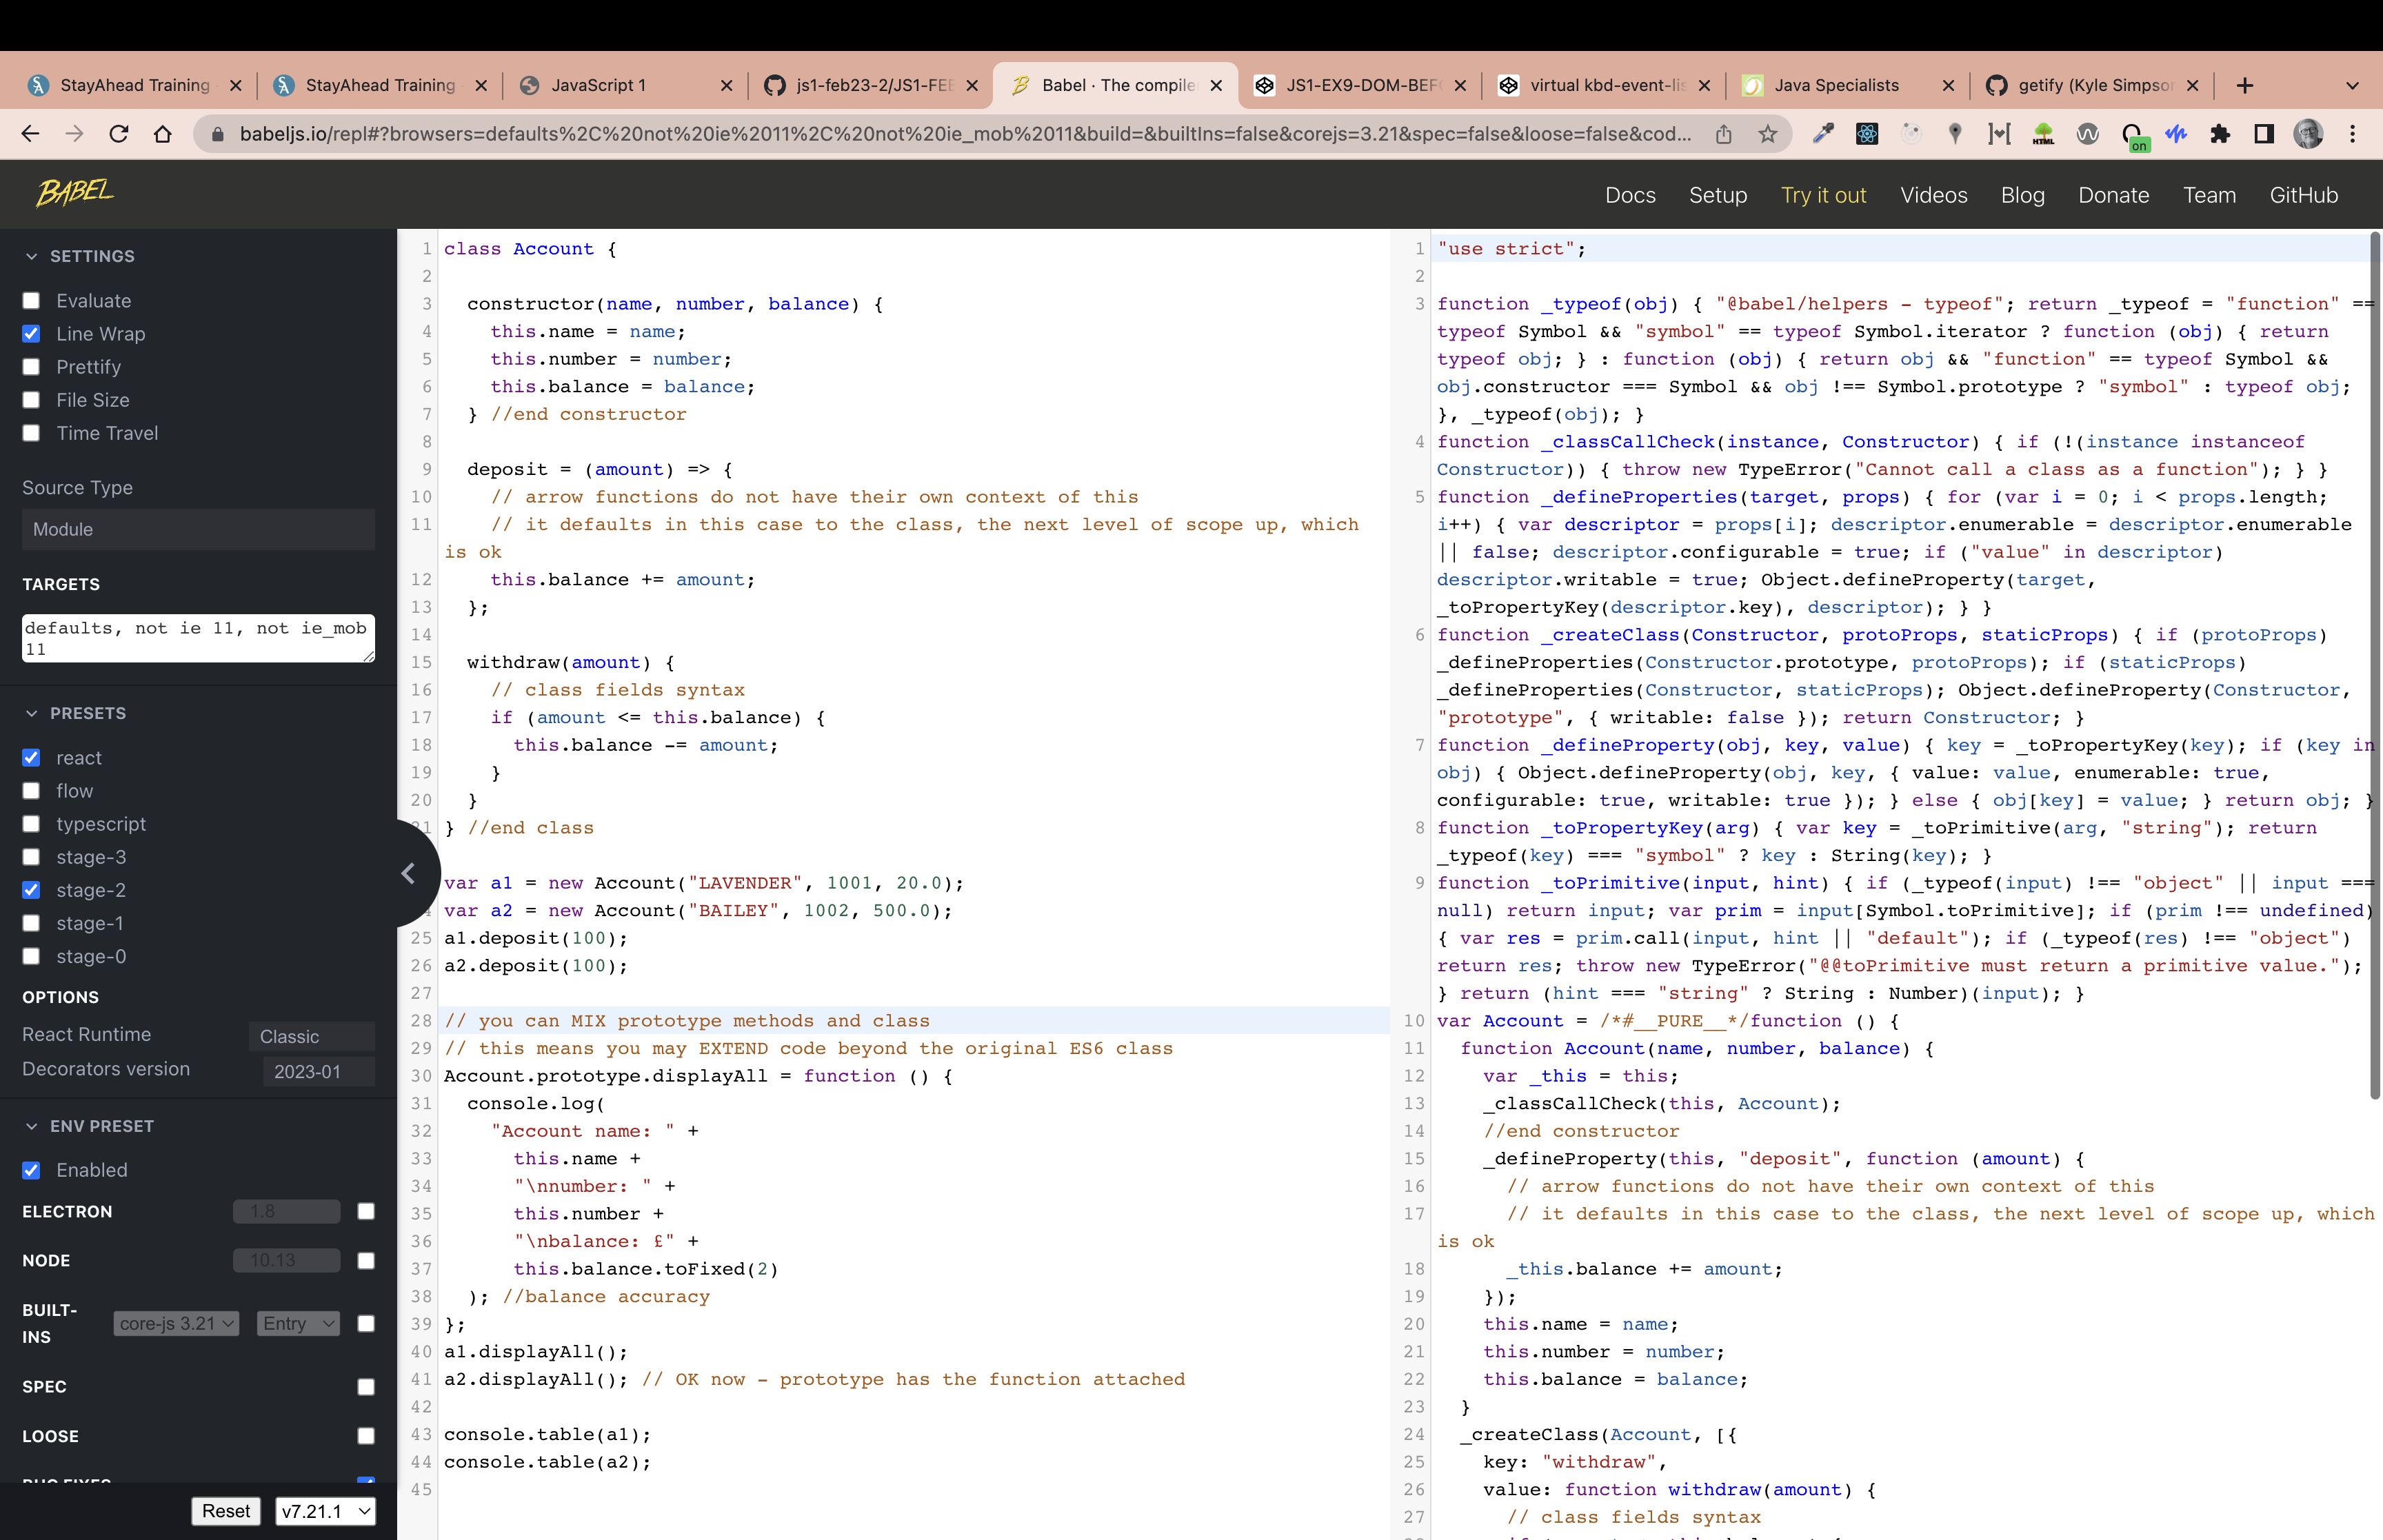 StayAhead Training
StayAhead Training
JavaScript 1
js1-feb23-2/JS1-FEB
Babel · The compile
JS1-EX9-DOM-BEF
virtual kbd-event-lis
Java Specialists
getify (Kyle Simpson
babeljs.io/repl#?browsers=defaults%2C%20not%20ie%2011%2C%20not%20ie_mob%2011&build=&builtIns=false&corejs=3.21&spec=false&loose=false&cod...
on
BABEL
Docs
Setup
Try it out
Videos
Blog
Donate
Team
GitHub
SETTINGS
Evaluate
Line Wrap
Prettify
File Size
Time Travel
Source Type
Module
TARGETS
defaults, not ie 11, not ie_mob
11
PRESETS
react
flow
typescript
stage-3
stage-2
stage-1
stage-0
OPTIONS
React Runtime Classic
Decorators version 2023-01
ENV PRESET
Enabled
ELECTRON 1.8
NODE 10.13
BUILT-
INS core-js 3.21 Entry
SPEC
LOOSE
BUG FIXES
Reset v7.21.1
1 class Account {
2
3 constructor(name, number, balance) {
4 this.name = name;
5 this.number = number;
6 this.balance = balance;
7 } //end constructor
8
9 deposit = (amount) => {
10 // arrow functions do not have their own context of this
11 // it defaults in this case to the class, the next level of scope up, which
is ok
12 this.balance += amount;
13 };
14
15 withdraw(amount) {
16 // class fields syntax
17 if (amount <= this.balance) {
18 this.balance -= amount;
19 }
20 }
21 } //end class
var a1 = new Account("LAVENDER", 1001, 20.0);
var a2 = new Account("BAILEY", 1002, 500.0);
25 a1.deposit(100);
26 a2.deposit(100);
27
28 // you can MIX prototype methods and class
29 // this means you may EXTEND code beyond the original ES6 class
30 Account.prototype.displayAll = function () {
31 console.log(
32 "Account name: " +
33 this.name +
34 "\nnumber: " +
35 this.number +
36 "\nbalance: £" +
37 this.balance.toFixed(2)
38 ); //balance accuracy
39 };
40 a1.displayAll();
41 a2.displayAll(); // OK now - prototype has the function attached
42
43 console.table(a1);
44 console.table(a2);
45
1 "use strict";
2
3 function _typeof(obj) { "@babel/helpers - typeof"; return _typeof = "function" ==
typeof Symbol && "symbol" == typeof Symbol.iterator ? function (obj) { return
typeof obj; } : function (obj) { return obj && "function" == typeof Symbol &&
obj.constructor === Symbol && obj !== Symbol.prototype ? "symbol" : typeof obj;
}, _typeof(obj); }
4 function _classCallCheck(instance, Constructor) { if (!(instance instanceof
Constructor)) { throw new TypeError("Cannot call a class as a function"); } }
5 function _defineProperties(target, props) { for (var i = 0; i < props.length;
i++) { var descriptor = props[i]; descriptor.enumerable = descriptor.enumerable
|| false; descriptor.configurable = true; if ("value" in descriptor)
descriptor.writable = true; Object.defineProperty(target,
_toPropertyKey(descriptor.key), descriptor); } }
6 function _createClass(Constructor, protoProps, staticProps) { if (protoProps)
_defineProperties(Constructor.prototype, protoProps); if (staticProps)
_defineProperties(Constructor, staticProps); Object.defineProperty(Constructor,
"prototype", { writable: false }); return Constructor; }
7 function _defineProperty(obj, key, value) { key = _toPropertyKey(key); if (key in
obj) { Object.defineProperty(obj, key, { value: value, enumerable: true,
configurable: true, writable: true }); } else { obj[key] = value; } return obj; }
8 function _toPropertyKey(arg) { var key = _toPrimitive(arg, "string"); return
_typeof(key) === "symbol" ? key : String(key); }
9 function _toPrimitive(input, hint) { if (_typeof(input) !== "object" || input ===
null) return input; var prim = input[Symbol.toPrimitive]; if (prim !== undefined)
{ var res = prim.call(input, hint || "default"); if (_typeof(res) !== "object")
return res; throw new TypeError("@@toPrimitive must return a primitive value.");
} return (hint === "string" ? String : Number)(input); }
10 var Account = /*#__PURE__*/function () {
11 function Account(name, number, balance) {
12 var _this = this;
13 _classCallCheck(this, Account);
14 //end constructor
15 _defineProperty(this, "deposit", function (amount) {
16 // arrow functions do not have their own context of this
17 // it defaults in this case to the class, the next level of scope up, which
is ok
18 _this.balance += amount;
19 });
20 this.name = name;
21 this.number = number;
22 this.balance = balance;
23 }
24 _createClass(Account, [{
25 key: "withdraw",
26 value: function withdraw(amount) {
27 // class fields syntax